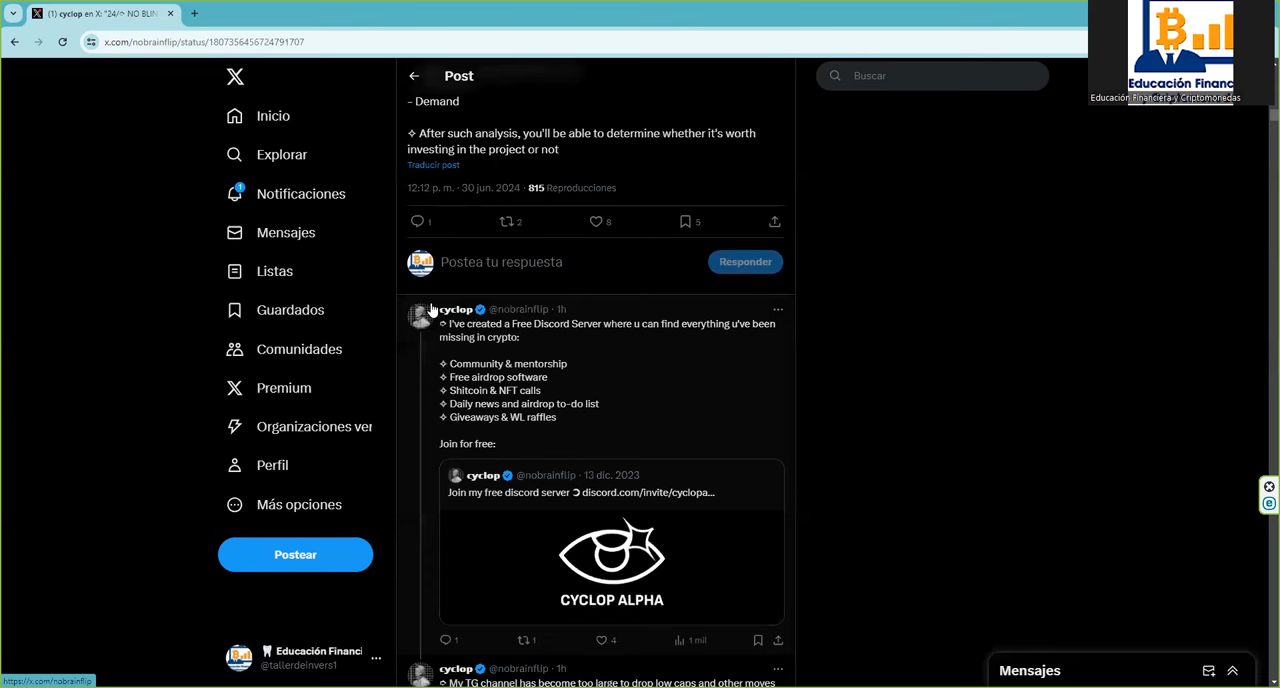 (1) cyclop en X: "24/➮ NO BLIN
x.com/nobrainflip/status/1807356456724791707
Educación Financ
Educación Financiera y Criptomonedas
Inicio
Explorar
1
Notificaciones
Mensajes
Listas
Guardados
Comunidades
Premium
Organizaciones ver
Perfil
Más opciones
Postear
Educación Financi
@tallerdeinvers1
https://x.com/nobrainflip
Post
Buscar
- Demand
✧ After such analysis, you'll be able to determine whether it's worth
investing in the project or not
Traducir post
12:12 p. m. · 30 jun. 2024 · 815 Reproducciones
1 2 8 5
Postea tu respuesta
Responder
cyclop @nobrainflip · 1h
➮ I've created a Free Discord Server where u can find everything u've been
missing in crypto:
✧ Community & mentorship
✧ Free airdrop software
✧ Shitcoin & NFT calls
✧ Daily news and airdrop to-do list
✧ Giveaways & WL raffles
Join for free:
cyclop @nobrainflip · 13 dic. 2023
Join my free discord server ➲ discord.com/invite/cyclopa...
CYCLOP ALPHA
1 1 4 1 mil
cyclop @nobrainflip · 1h
➮ My TG channel has become too large to drop low caps and other moves
Mensajes